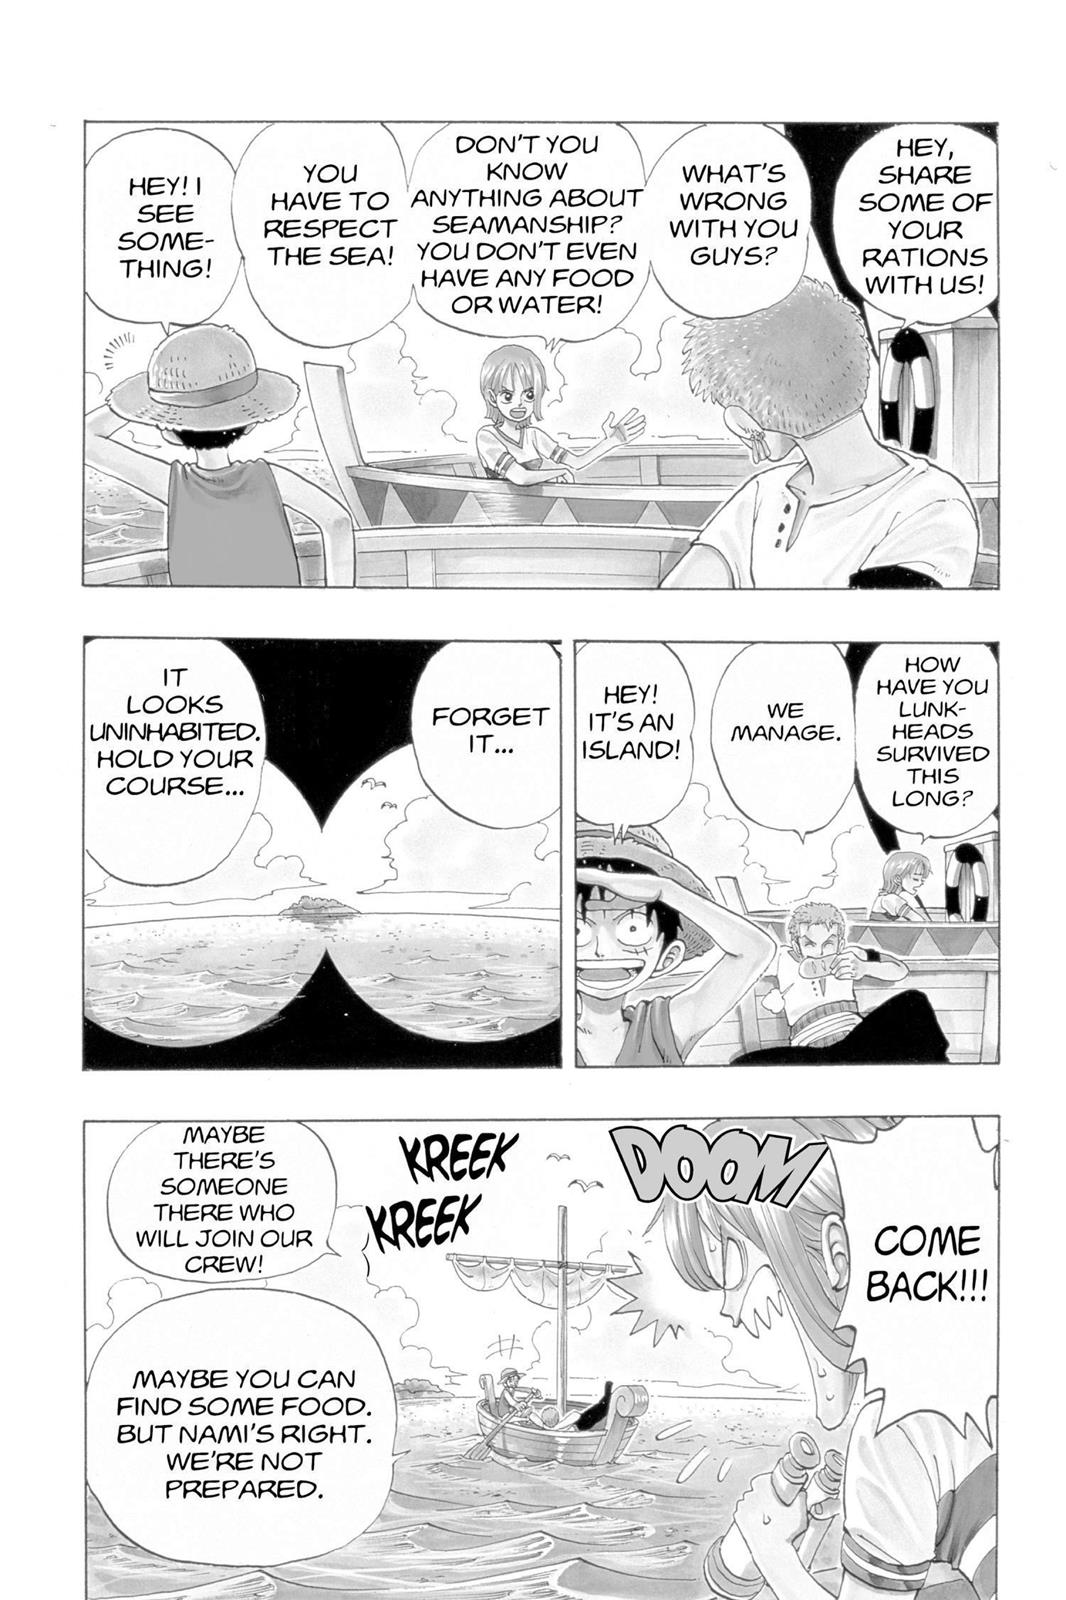 HEY,
SHARE
SOME OF
YOUR
RATIONS
WITH US!
WHAT'S
WRONG
WITH YOU
GUYS?
DON'T YOU
KNOW
ANYTHING ABOUT
SEAMANSHIP?
YOU DON'T EVEN
HAVE ANY FOOD
OR WATER!
YOU
HAVE TO
RESPECT
THE SEA!
HEY! I
SEE
SOME-
THING!
HOW
HAVE YOU
LUNK-
HEADS
SURVIVED
THIS
LONG?
WE
MANAGE.
HEY!
IT'S AN
ISLAND!
FORGET
IT...
IT
LOOKS
UNINHABITED.
HOLD YOUR
COURSE...
COME
BACK!!!
DOOM
KREEK
KREEK
MAYBE
THERE'S
SOMEONE
THERE WHO
WILL JOIN OUR
CREW!
MAYBE YOU CAN
FIND SOME FOOD.
BUT NAMI'S RIGHT.
WE'RE NOT
PREPARED.